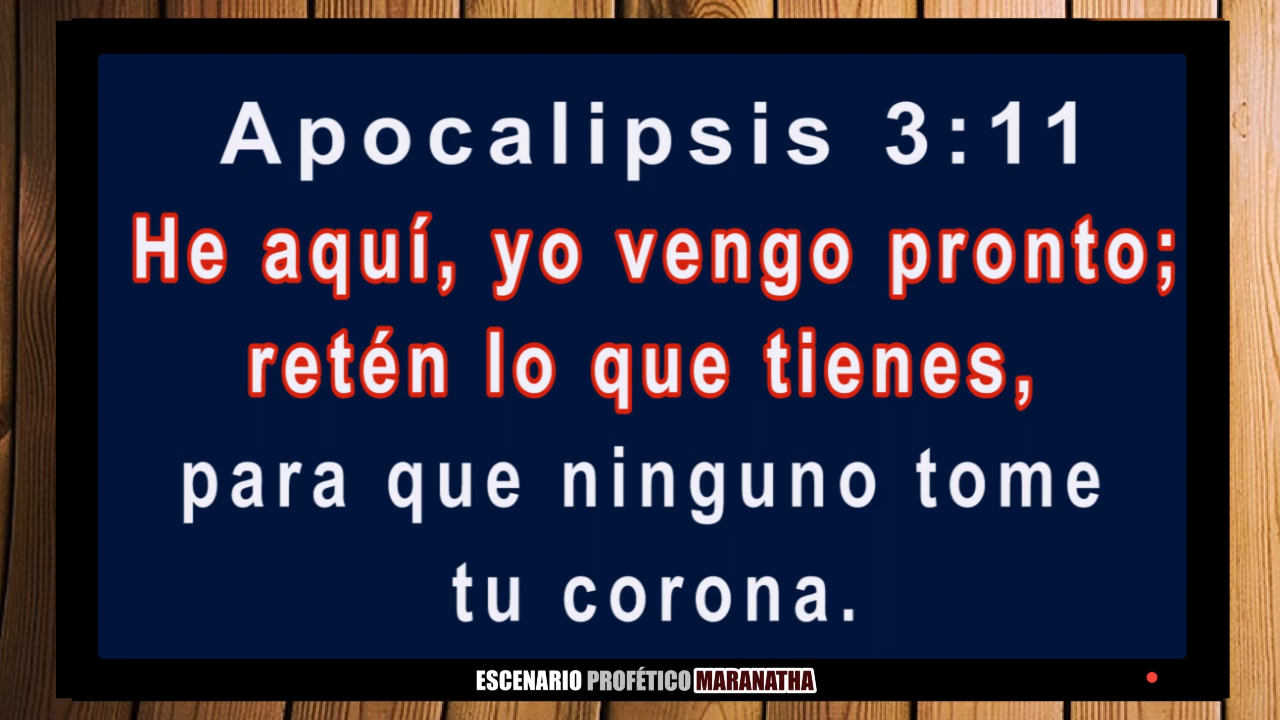 Apocalipsis 3:11
He aquí, yo vengo pronto;
retén lo que tienes,
para que ninguno tome
tu corona.
ESCENARIO PROFÉTICO MARANATHA